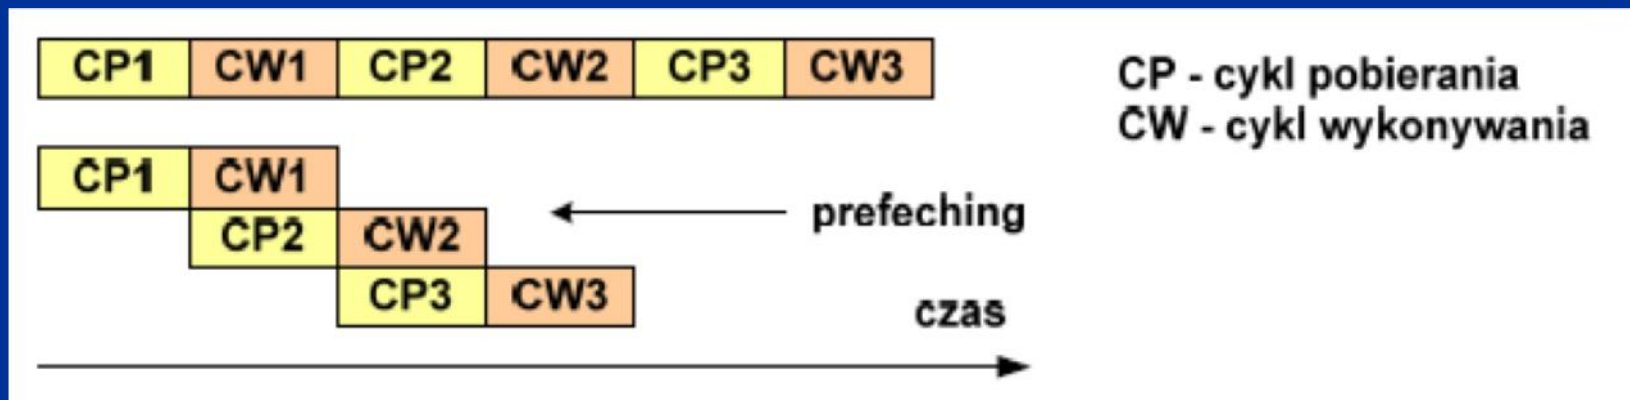 CP1 CW1 CP2 CW2 CP3 CW3
CP - cykl pobierania
CW - cykl wykonywania
CP1 CW1
CP2 CW2
prefeching
CP3 CW3
czas